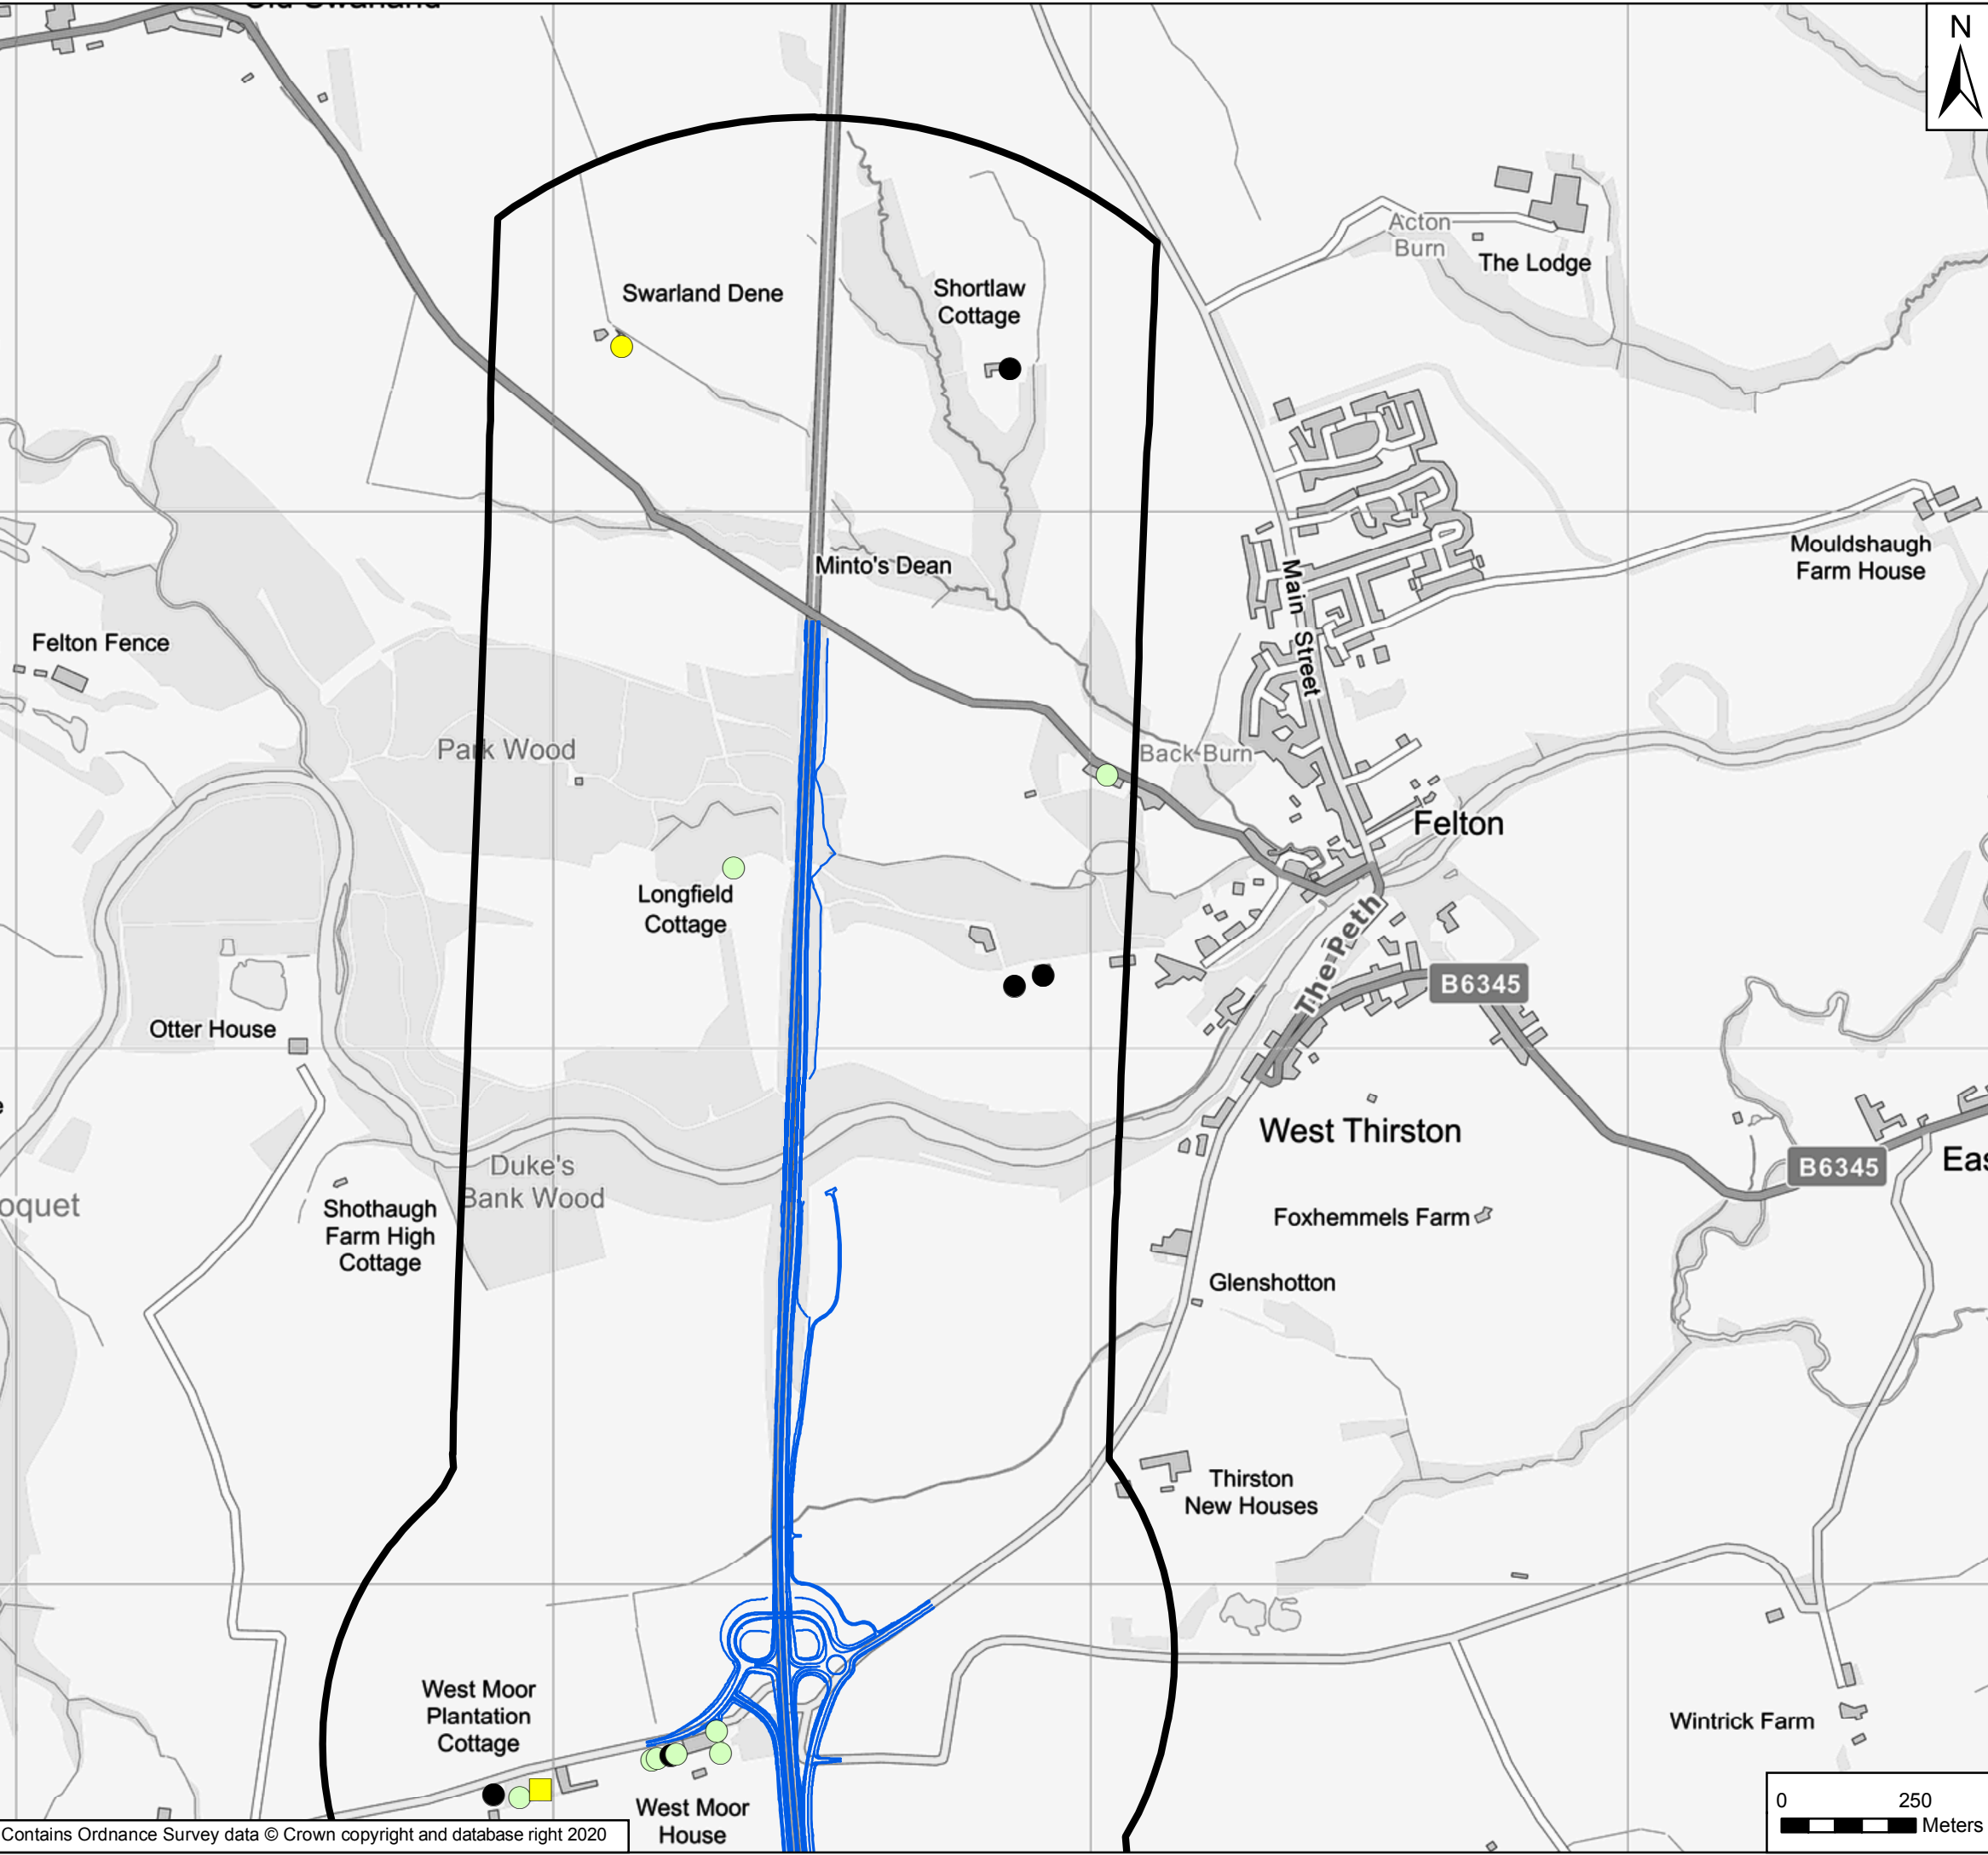 Old Swarland
N
Acton
Burn
The Lodge
Swarland Dene
Shortlaw
Cottage
Mouldshaugh
Farm House
Minto's Dean
Main Street
Felton Fence
Park Wood
Back Burn
Felton
Longfield
Cottage
The Peth
B6345
Otter House
West Thirston
B6345
Duke's
Bank Wood
oquet
Shothaugh
Farm High
Cottage
Foxhemmels Farm
Glenshotton
Thirston
New Houses
West Moor
Plantation
Cottage
Wintrick Farm
West Moor
House
0 250
Meters
Contains Ordnance Survey data © Crown copyright and database right 2020